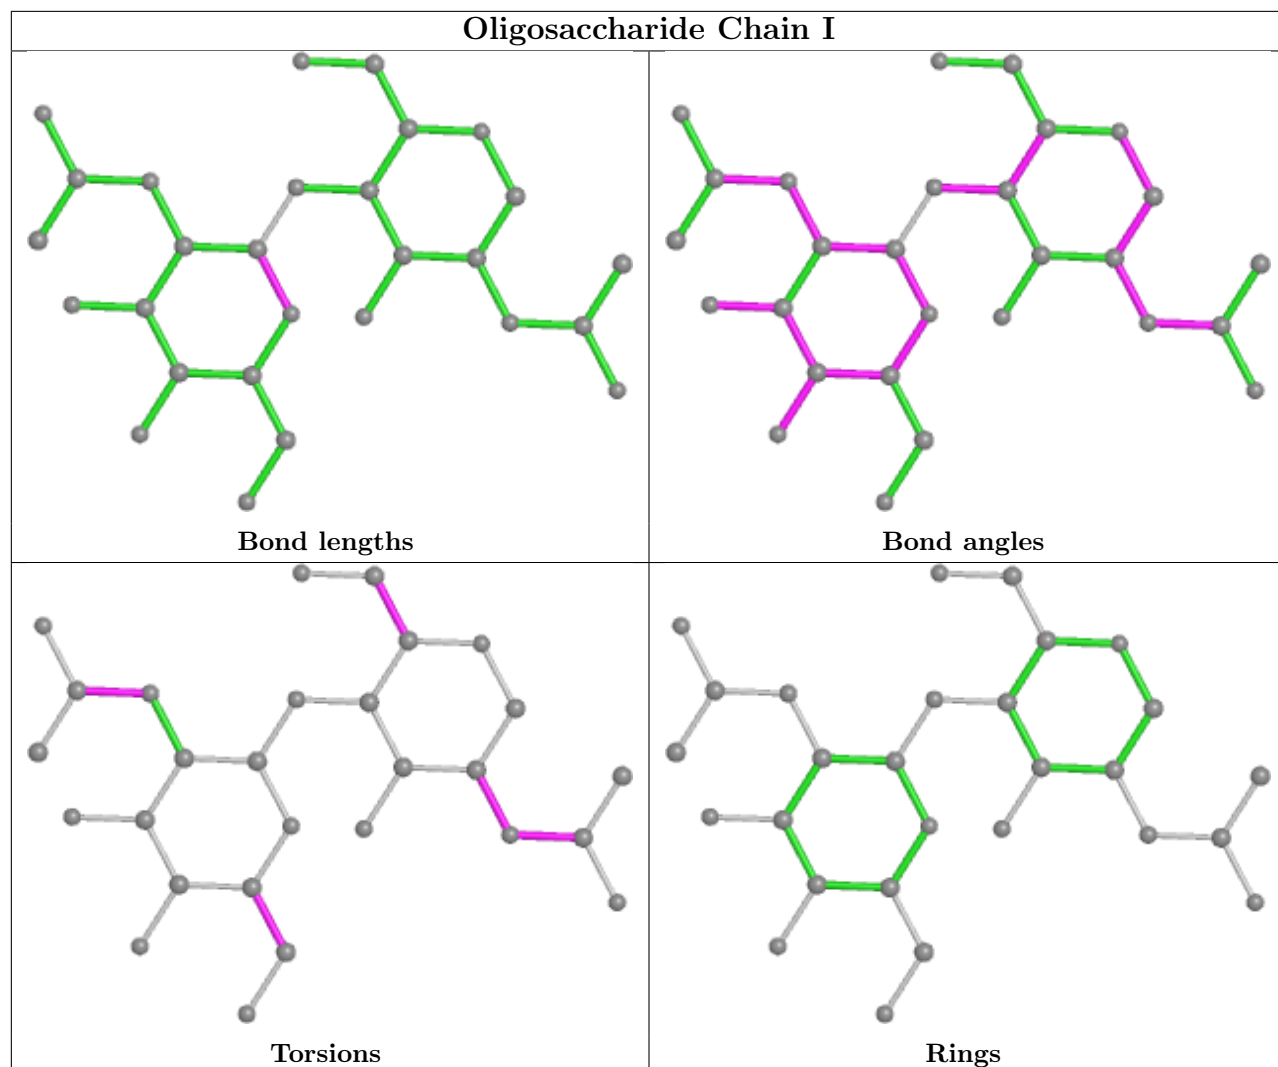 Oligosaccharide Chain I
Bond lengths
Bond angles
Torsions
Rings